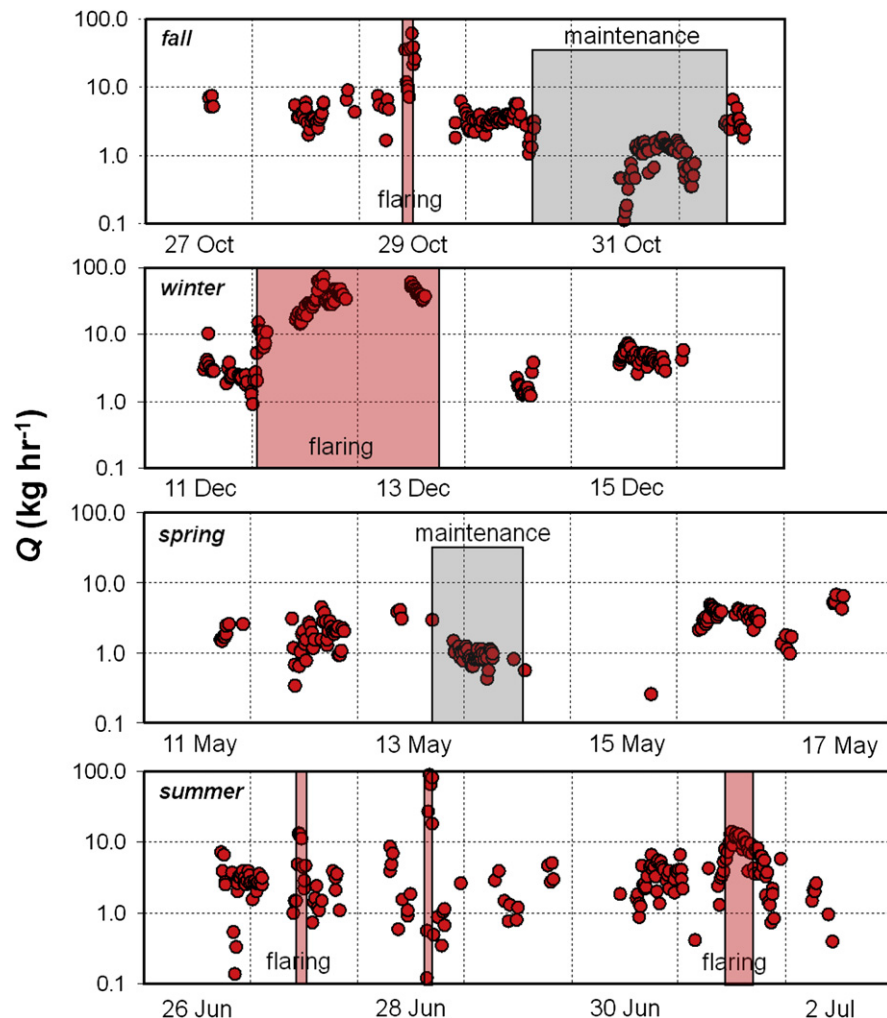 100.0
fall
maintenance
10.0
1.0
flaring
0.1
27 Oct 29 Oct 31 Oct
100.0
winter
10.0
1.0
flaring
0.1
11 Dec 13 Dec 15 Dec
Q (kg hr-1)
100.0
spring
maintenance
10.0
1.0
0.1
11 May 13 May 15 May 17 May
100.0
summer
10.0
1.0
flaring flaring
0.1
26 Jun 28 Jun 30 Jun 2 Jul